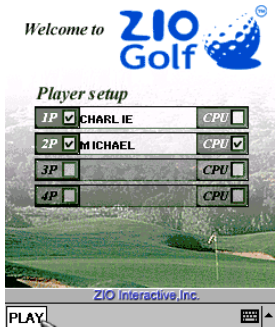 Welcome to ZIO
Golf
®
Player setup
1P CHARLIE CPU
2P MICHAEL CPU
3P CPU
4P CPU
ZIO Interactive,Inc.
PLAY